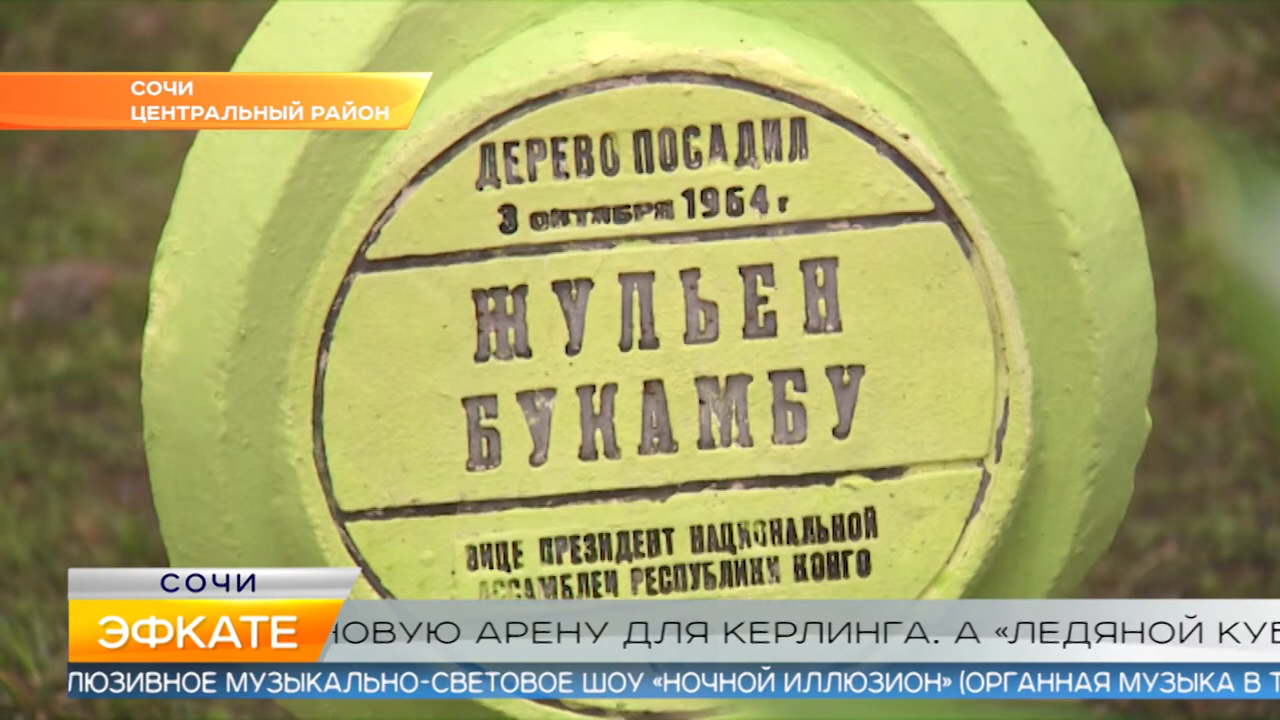 СОЧИ
ЦЕНТРАЛЬНЫЙ РАЙОН
ДЕРЕВО ПОСАДИЛ
3 ОКТЯБРЯ 1964 г
ЖУЛЬЕН
БУКАМБУ
ВИЦЕ ПРЕЗИДЕНТ НАЦИОНАЛЬНОЙ
АССАМБЛЕИ РЕСПУБЛИКИ КОНГО
СОЧИ
ЭФКАТЕ
НОВУЮ АРЕНУ ДЛЯ КЕРЛИНГА. А «ЛЕДЯНОЙ КУБ
ЛЮЗИВНОЕ МУЗЫКАЛЬНО-СВЕТОВОЕ ШОУ «НОЧНОЙ ИЛЛЮЗИОН» (ОРГАННАЯ МУЗЫКА В Т